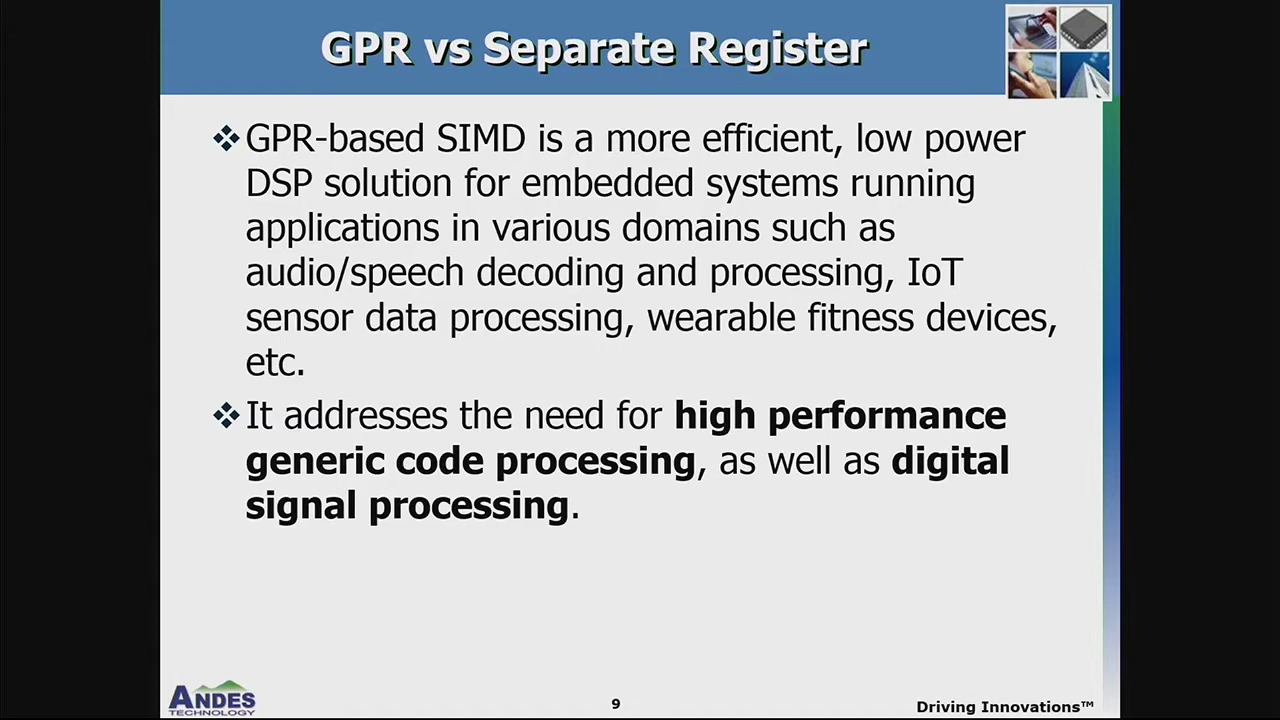 GPR vs Separate Register
❖GPR-based SIMD is a more efficient, low power
DSP solution for embedded systems running
applications in various domains such as
audio/speech decoding and processing, IoT
sensor data processing, wearable fitness devices,
etc.
❖It addresses the need for high performance
generic code processing, as well as digital
signal processing.
ANDES
TECHNOLOGY
9
Driving Innovations™